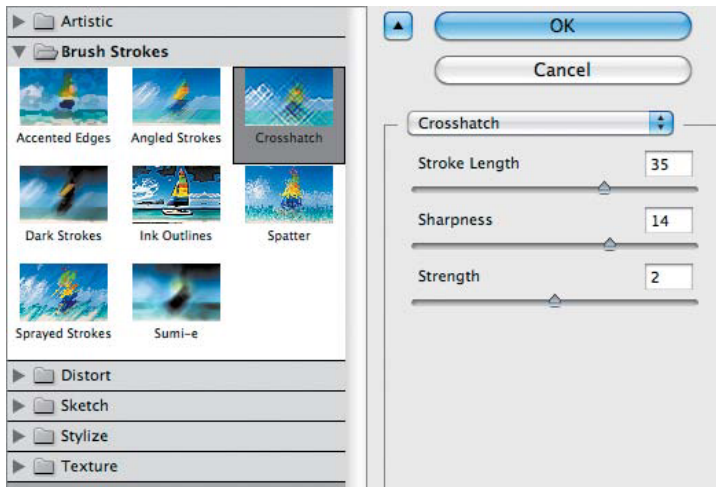 Artistic
Brush Strokes
Accented Edges
Angled Strokes
Crosshatch
Dark Strokes
Ink Outlines
Spatter
Sprayed Strokes
Sumi-e
Distort
Sketch
Stylize
Texture
OK
Cancel
Crosshatch
Stroke Length 35
Sharpness 14
Strength 2